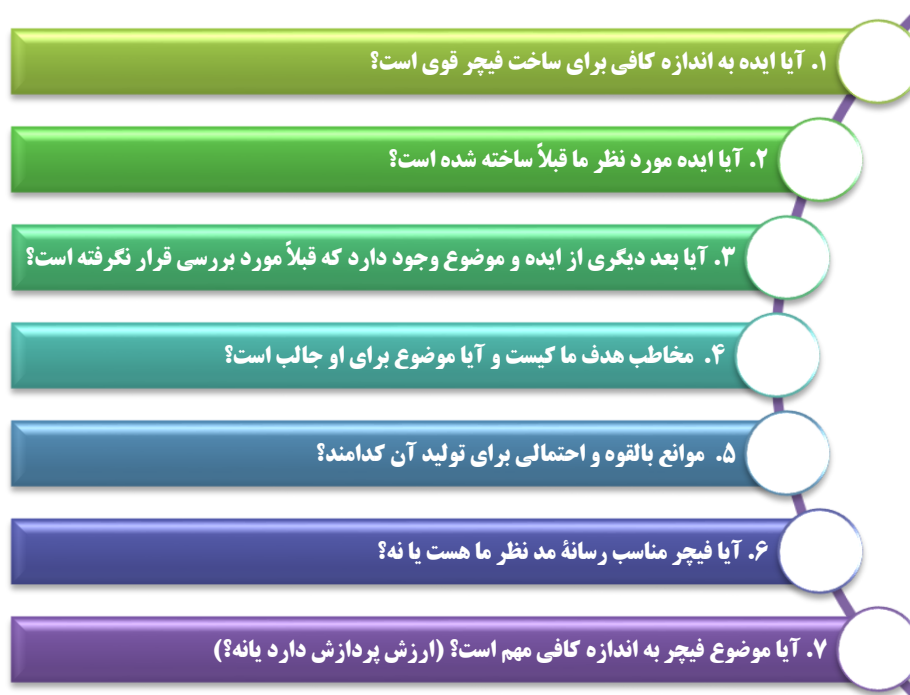 ۱. آیا ایده به اندازه کافی برای ساخت فیچر قوی است؟
۲. آیا ایده مورد نظر ما قبلاً ساخته شده است؟
۳. آیا بعد دیگری از ایده و موضوع وجود دارد که قبلاً مورد بررسی قرار نگرفته است؟
۴. مخاطب هدف ما کیست و آیا موضوع برای او جالب است؟
۵. موانع بالقوه و احتمالی برای تولید آن کدامند؟
۶. آیا فیچر مناسب رسانهٔ مد نظر ما هست یا نه؟
۷. آیا موضوع فیچر به اندازه کافی مهم است؟ (ارزش پردازش دارد یانه؟)